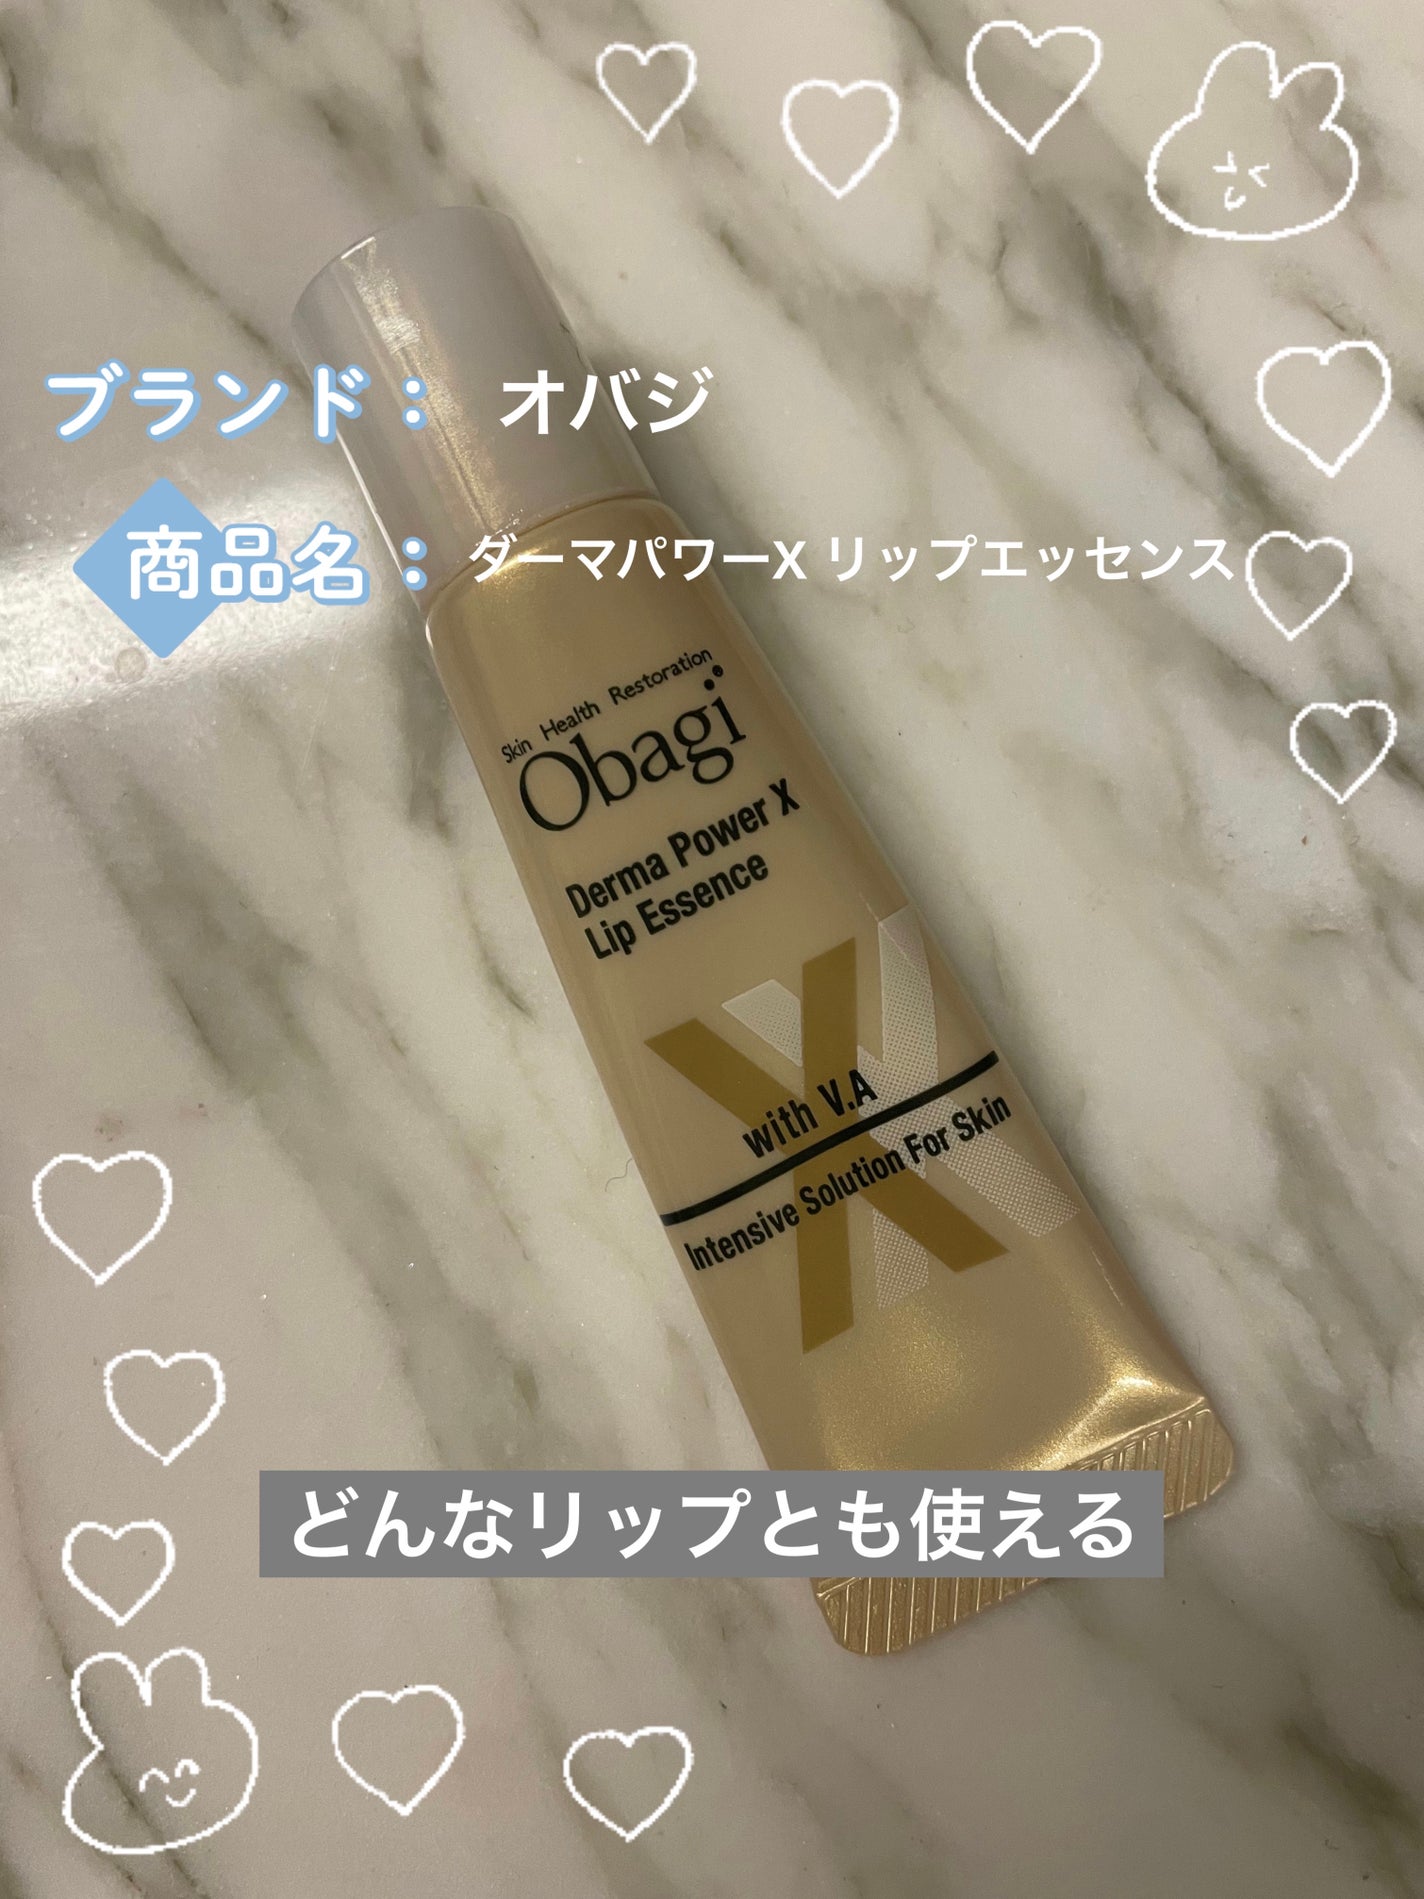 ブランド： オバジ
商品名： ダーマパワーX リップエッセンス
Skin Health Restoration
Obagi®
Derma Power X
Lip Essence
with V.A
Intensive Solution For Skin
どんなリップとも使える